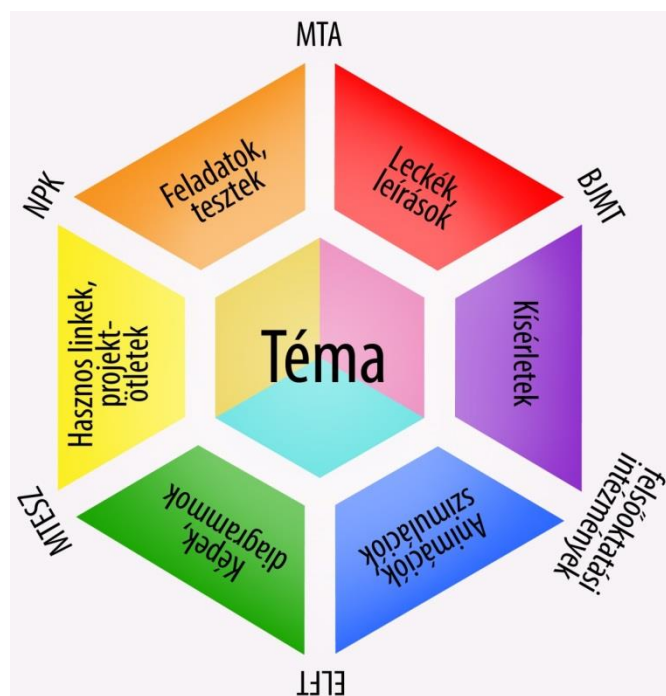 MTA
Leckék,
leírások
BJMT
Kísérletek
felsőoktatási
intézmények
Animációk,
szimulációk
ELFT
Képek,
diagrammok
MTESZ
Hasznos linkek,
projekt-
ötletek
NPK
Feladatok,
tesztek
Téma